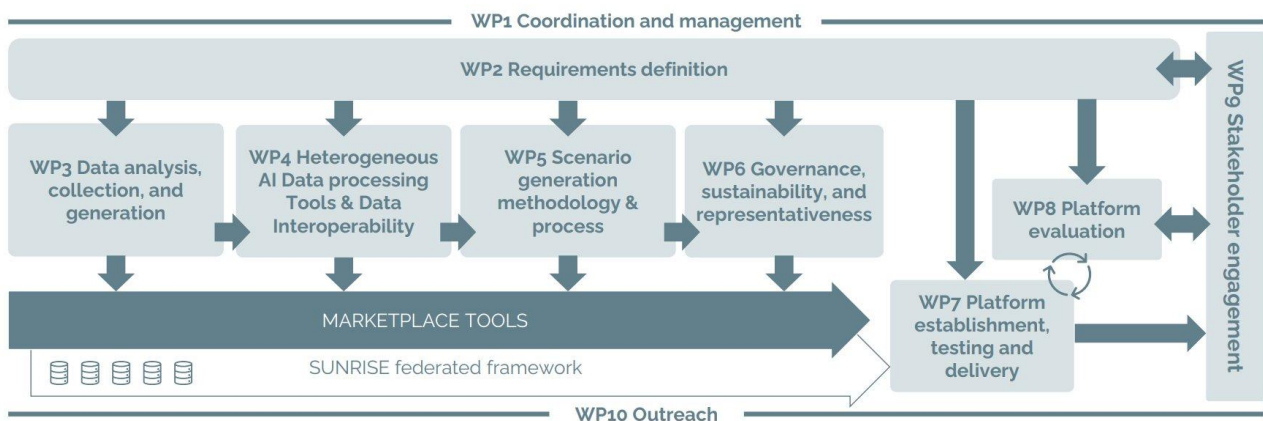 WP1 Coordination and management
WP2 Requirements definition
WP9 Stakeholder engagement
WP3 Data analysis,
collection, and
generation
WP4 Heterogeneous
AI Data processing
Tools & Data
Interoperability
WP5 Scenario
generation
methodology &
process
WP6 Governance,
sustainability, and
representativeness
WP8 Platform
evaluation
WP7 Platform
establishment,
testing and
delivery
MARKETPLACE TOOLS
SUNRISE federated framework
WP10 Outreach